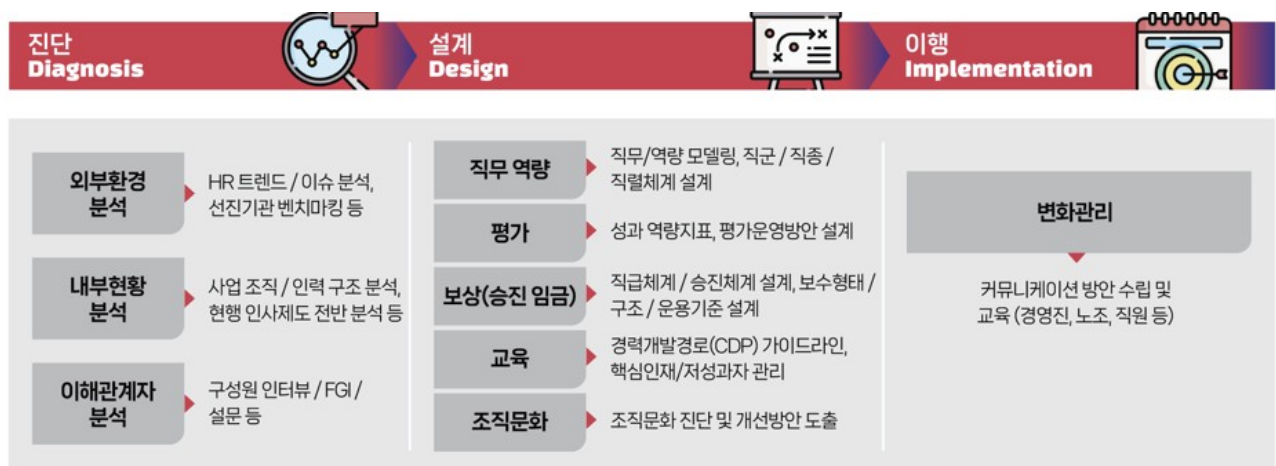 진단
Diagnosis
설계
Design
이행
Implementation
외부환경
분석
HR 트렌드 / 이슈 분석,
선진기관 벤치마킹 등
내부현황
분석
사업 조직 / 인력 구조 분석,
현행 인사제도 전반 분석 등
이해관계자
분석
구성원 인터뷰 / FGI /
설문 등
직무 역량
직무/역량 모델링, 직군 / 직종 /
직렬체계 설계
평가
성과 역량지표, 평가운영방안 설계
보상(승진 임금)
직급체계 / 승진체계 설계, 보수형태 /
구조 / 운용기준 설계
교육
경력개발경로(CDP) 가이드라인,
핵심인재/저성과자 관리
조직문화
조직문화 진단 및 개선방안 도출
변화관리
커뮤니케이션 방안 수립 및
교육 (경영진, 노조, 직원 등)